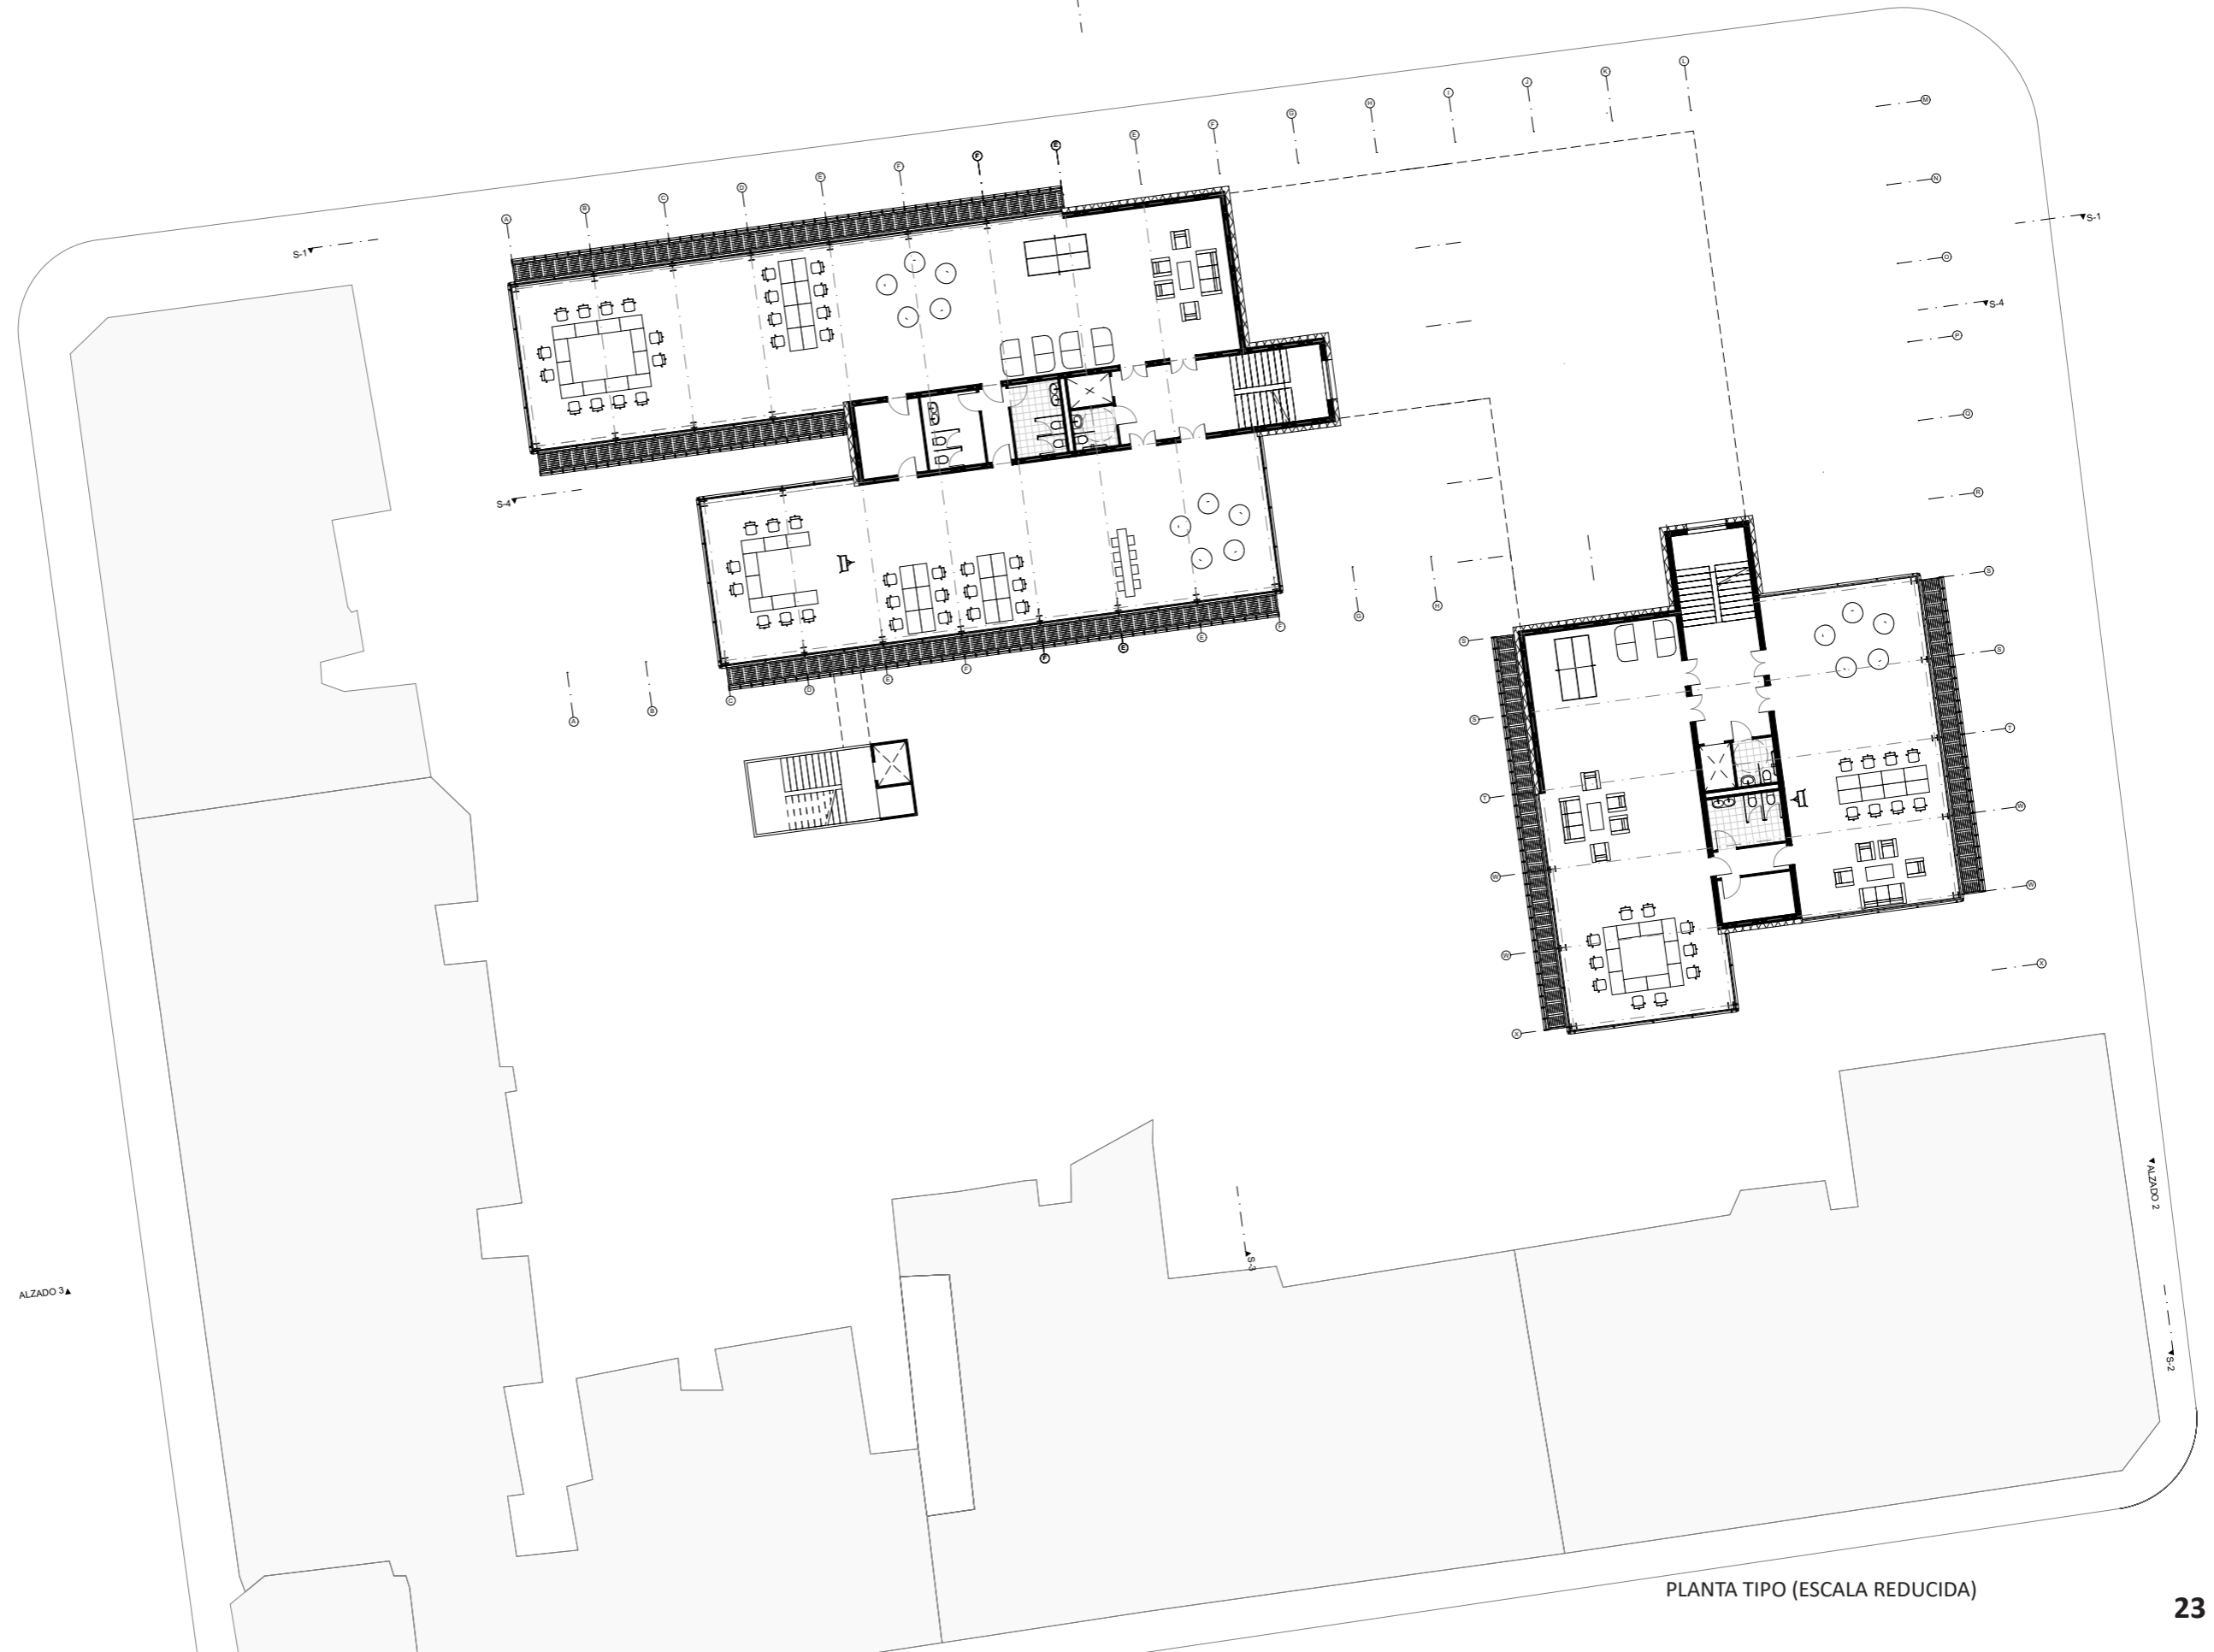 L
K
J
I
H
G
F
E
E
F
F
E
D
C
B
A
M
N
O
P
Q
R
S
S
T
W
W
X
S-1
S-1
S-4
S-4
S
S
T
W
W
X
A
B
C
D
E
F
F
E
E
F
G
H
S-3
ALZADO 2
S-2
ALZADO 3
PLANTA TIPO (ESCALA REDUCIDA)
23